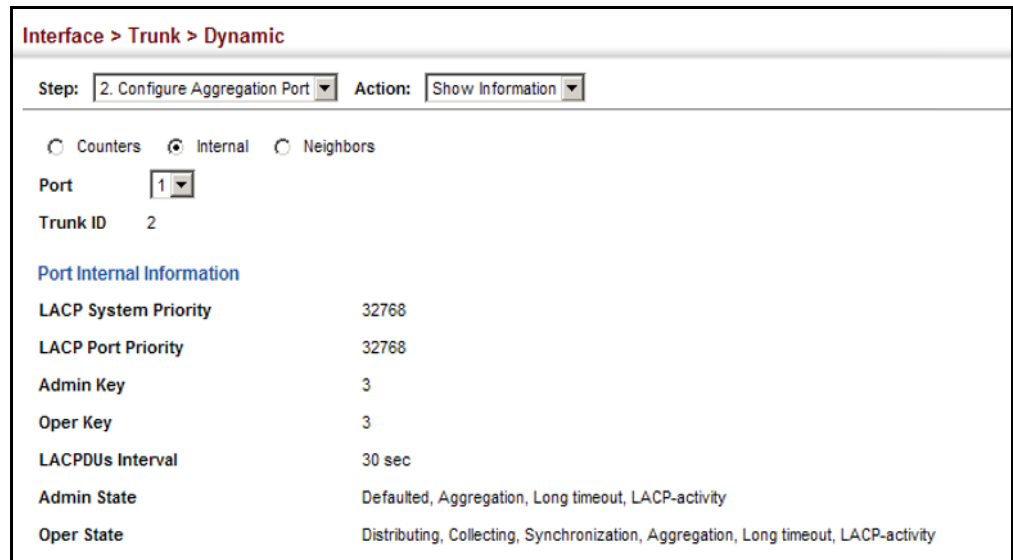 Interface > Trunk > Dynamic
Step: 2. Configure Aggregation Port Action: Show Information
Counters Internal Neighbors
Port 1
Trunk ID 2
Port Internal Information
LACP System Priority 32768
LACP Port Priority 32768
Admin Key 3
Oper Key 3
LACPDUs Interval 30 sec
Admin State Defaulted, Aggregation, Long timeout, LACP-activity
Oper State Distributing, Collecting, Synchronization, Aggregation, Long timeout, LACP-activity